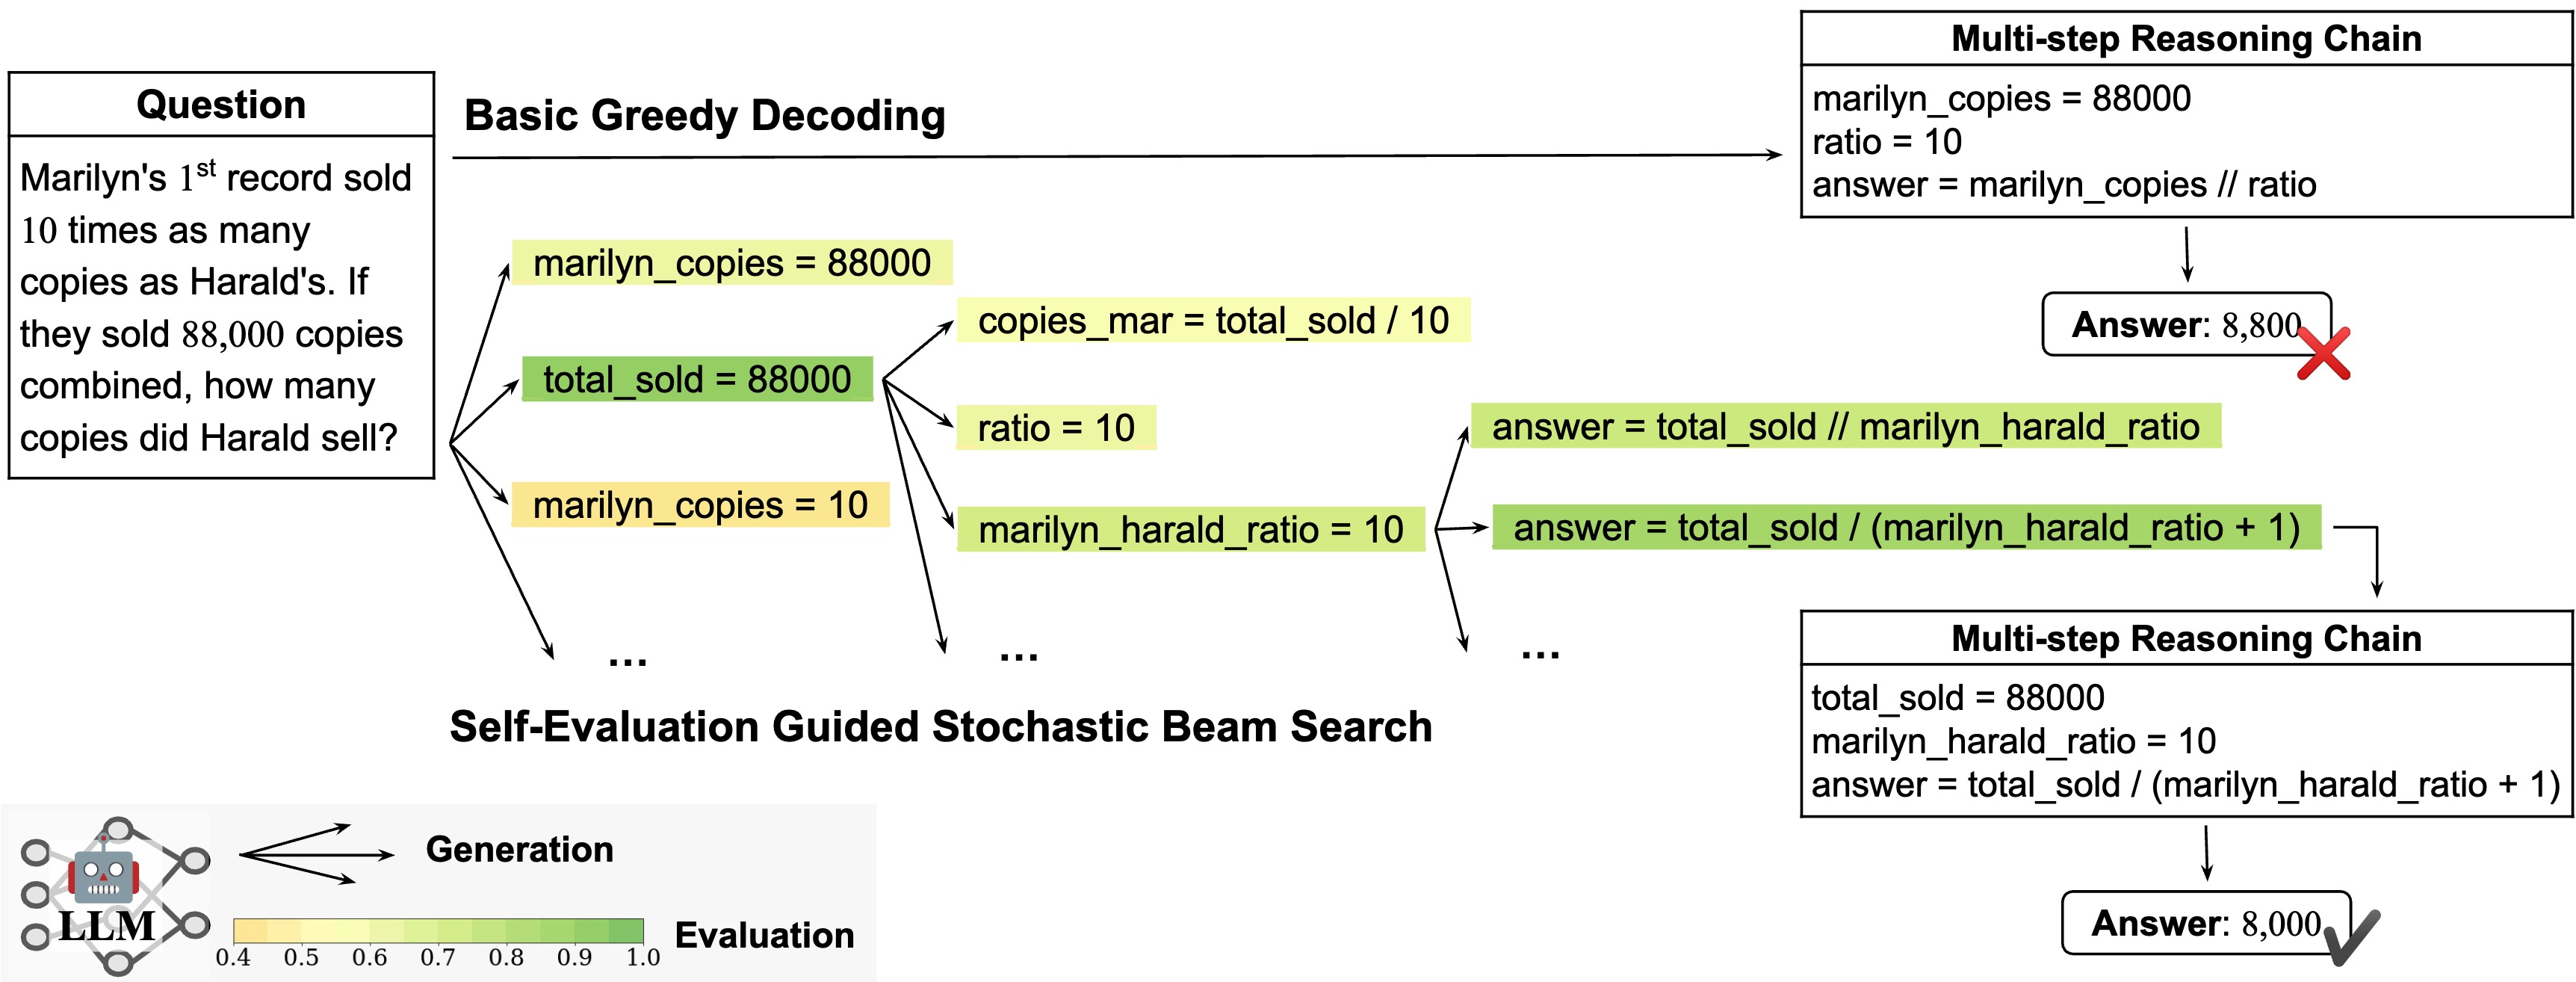 Question
Marilyn's 1st record sold
10 times as many
copies as Harald's. If
they sold 88,000 copies
combined, how many
copies did Harald sell?
Basic Greedy Decoding
Multi-step Reasoning Chain
marilyn_copies = 88000
ratio = 10
answer = marilyn_copies // ratio
Answer: 8,800
marilyn_copies = 88000
total_sold = 88000
marilyn_copies = 10
...
copies_mar = total_sold / 10
ratio = 10
marilyn_harald_ratio = 10
...
answer = total_sold // marilyn_harald_ratio
answer = total_sold / (marilyn_harald_ratio + 1)
...
Self-Evaluation Guided Stochastic Beam Search
Multi-step Reasoning Chain
total_sold = 88000
marilyn_harald_ratio = 10
answer = total_sold / (marilyn_harald_ratio + 1)
Answer: 8,000
LLM
Generation
Evaluation
0.4 0.5 0.6 0.7 0.8 0.9 1.0